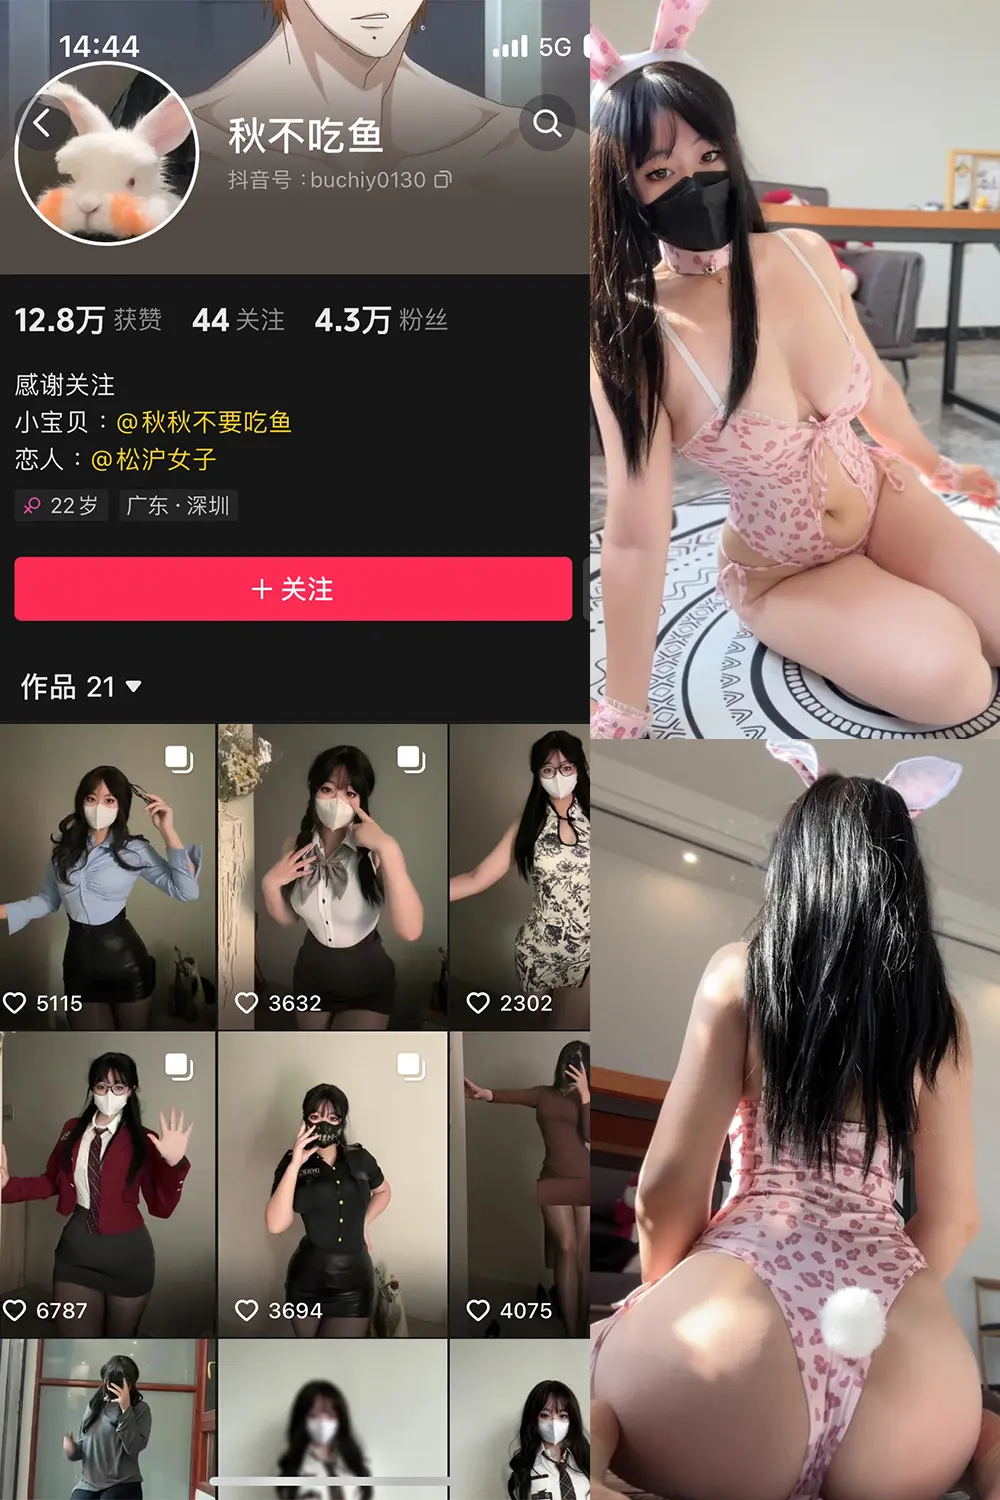 14:44
5G
秋不吃鱼
抖音号：buchiy0130
12.8万 获赞 44 关注 4.3万 粉丝
感谢关注
小宝贝：@秋秋不要吃鱼
恋人：@松沪女子
22岁 广东·深圳
+ 关注
作品 21
5115 3632 2302
6787 3694 4075